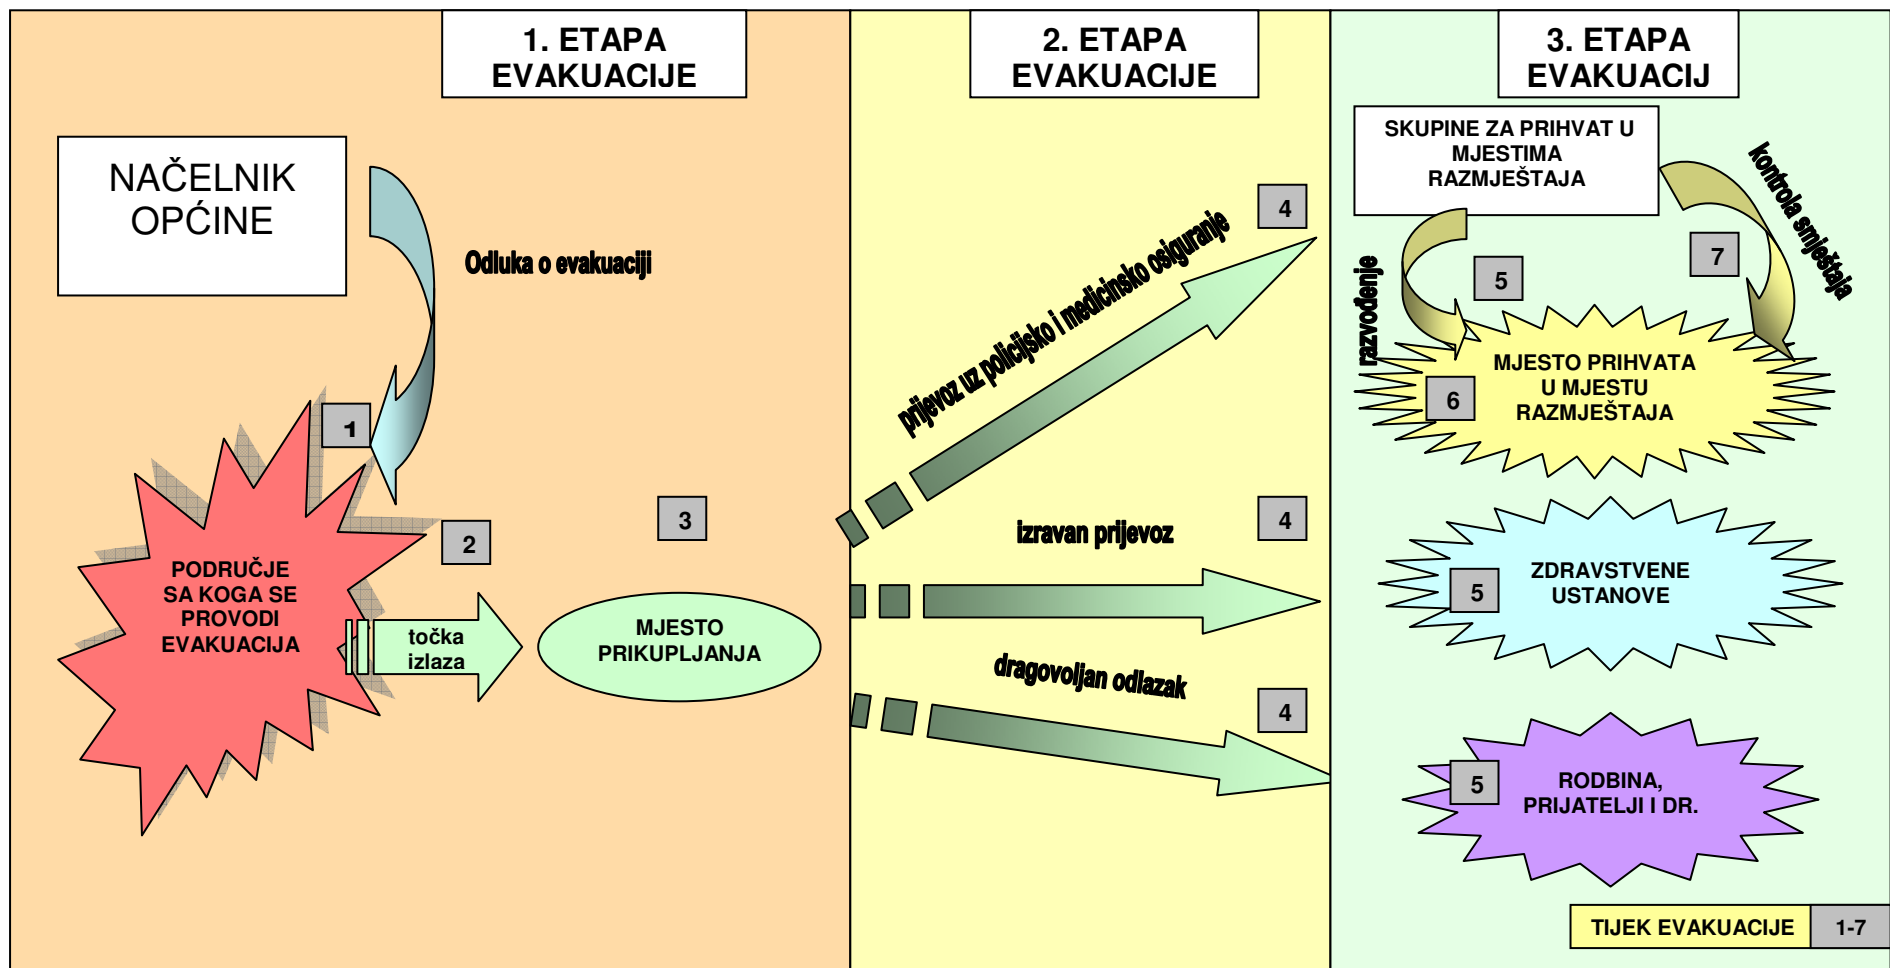 1. ETAPA
EVAKUACIJE
NAČELNIK
OPĆINE
Odluka o evakuaciji
1
2
3
PODRUČJE
SA KOGA SE
PROVODI
EVAKUACIJA
točka
izlaza
MJESTO
PRIKUPLJANJA
2. ETAPA
EVAKUACIJE
4
prijevoz uz policijsko i medicinsko osiguranje
4
izravan prijevoz
4
dragovoljan odlazak
3. ETAPA
EVAKUACIJ
SKUPINE ZA PRIHVAT U
MJESTIMA
RAZMJEŠTAJA
kontrola smještaja
7
5
razvođenje
MJESTO PRIHVATA
U MJESTU
RAZMJEŠTAJA
6
ZDRAVSTVENE
USTANOVE
5
RODBINA,
PRIJATELJI I DR.
5
TIJEK EVAKUACIJE
1-7